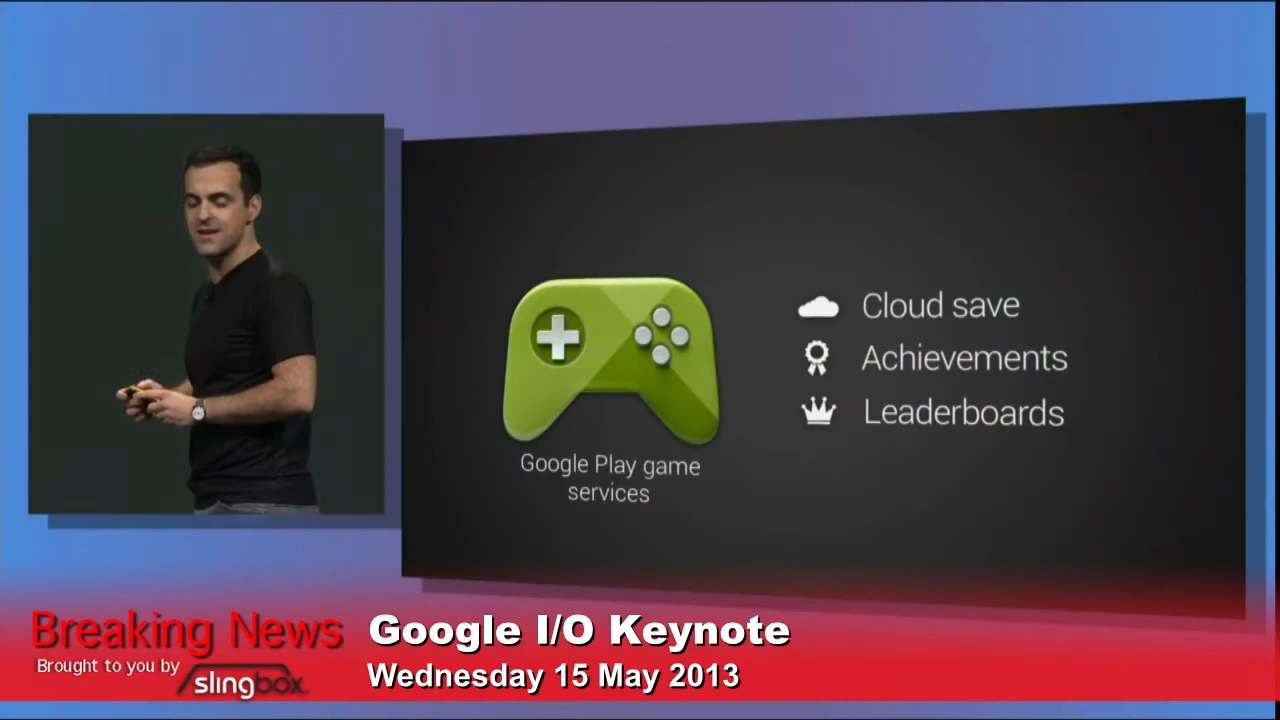 Cloud save
Achievements
Leaderboards
Google Play game
services
Breaking News
Brought to you by
slingbox
Google I/O Keynote
Wednesday 15 May 2013